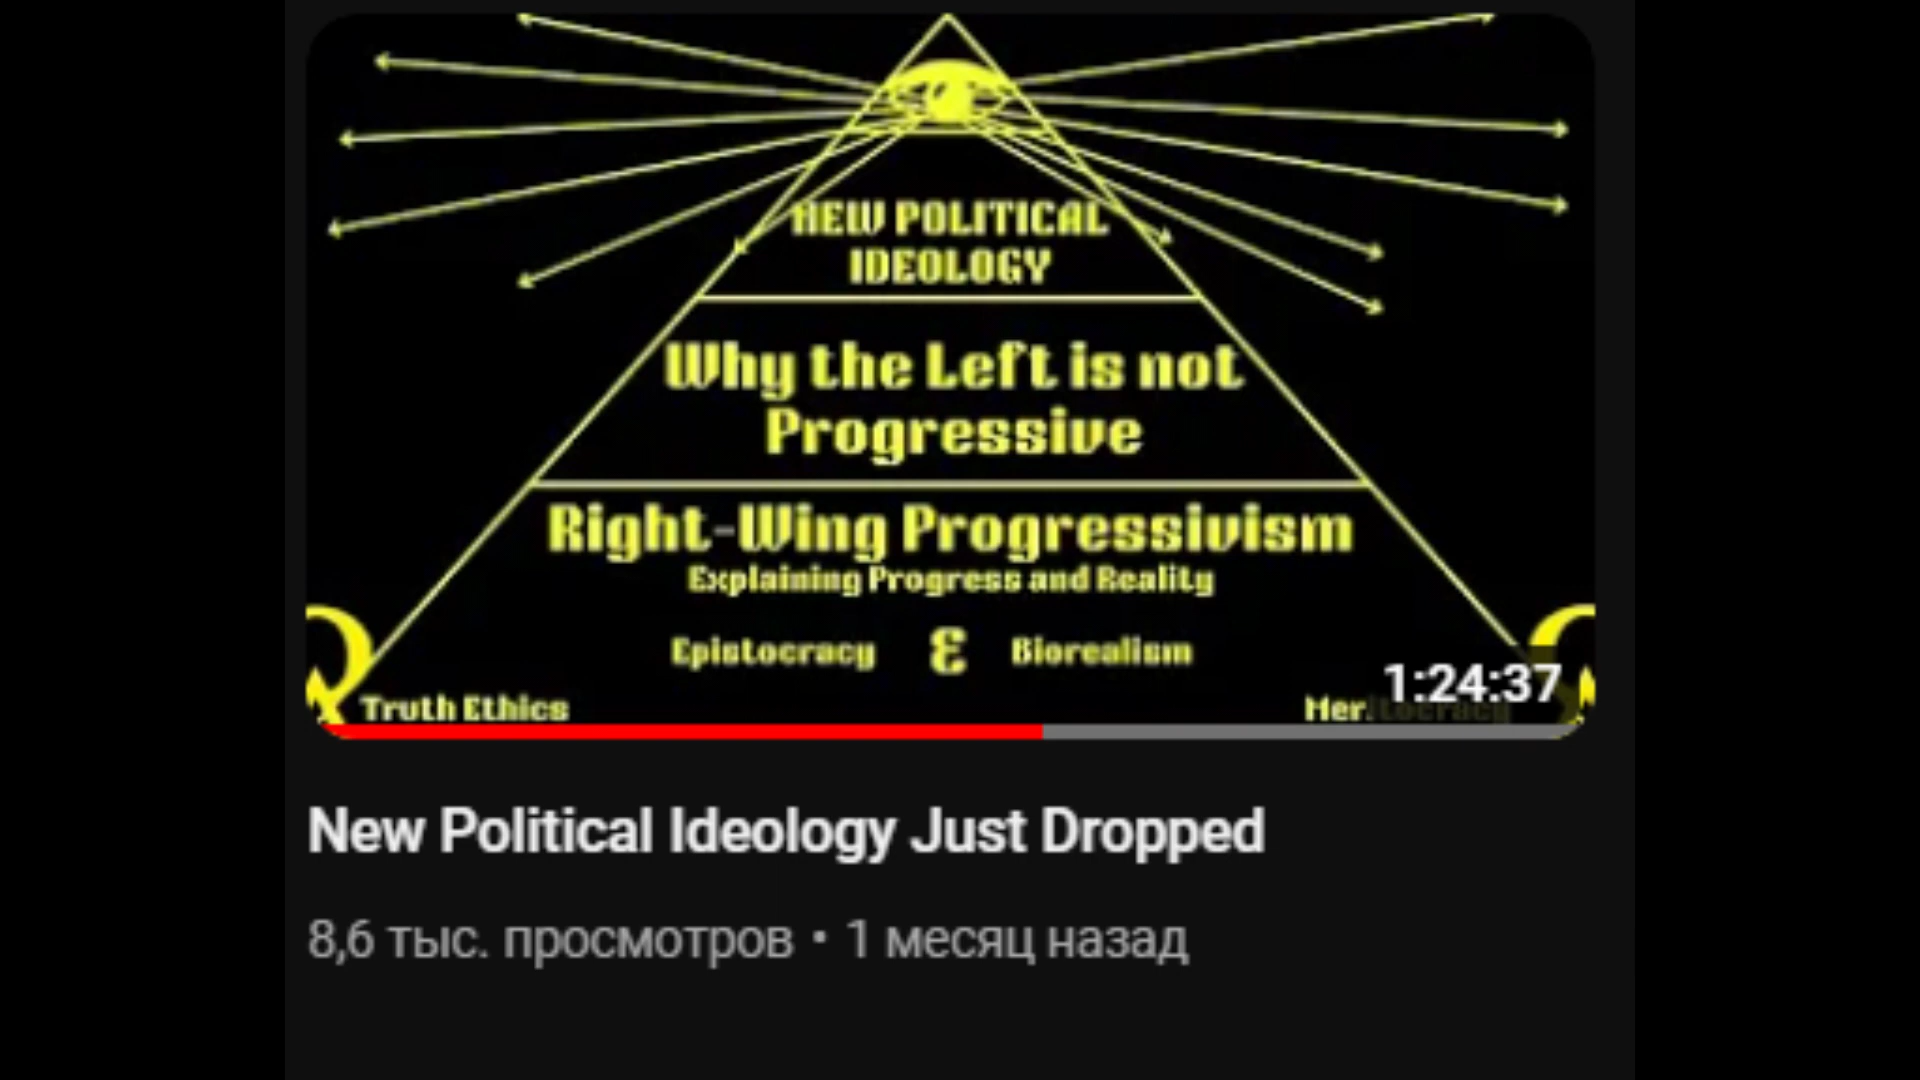 NEW POLITICAL
IDEOLOGY
Why the Left is not
Progressive
Right-Wing Progressivism
Explaining Progress and Reality
Epistocracy & Biorealism
Truth Ethics
Meritocracy
1:24:37
New Political Ideology Just Dropped
8,6 тыс. просмотров • 1 месяц назад